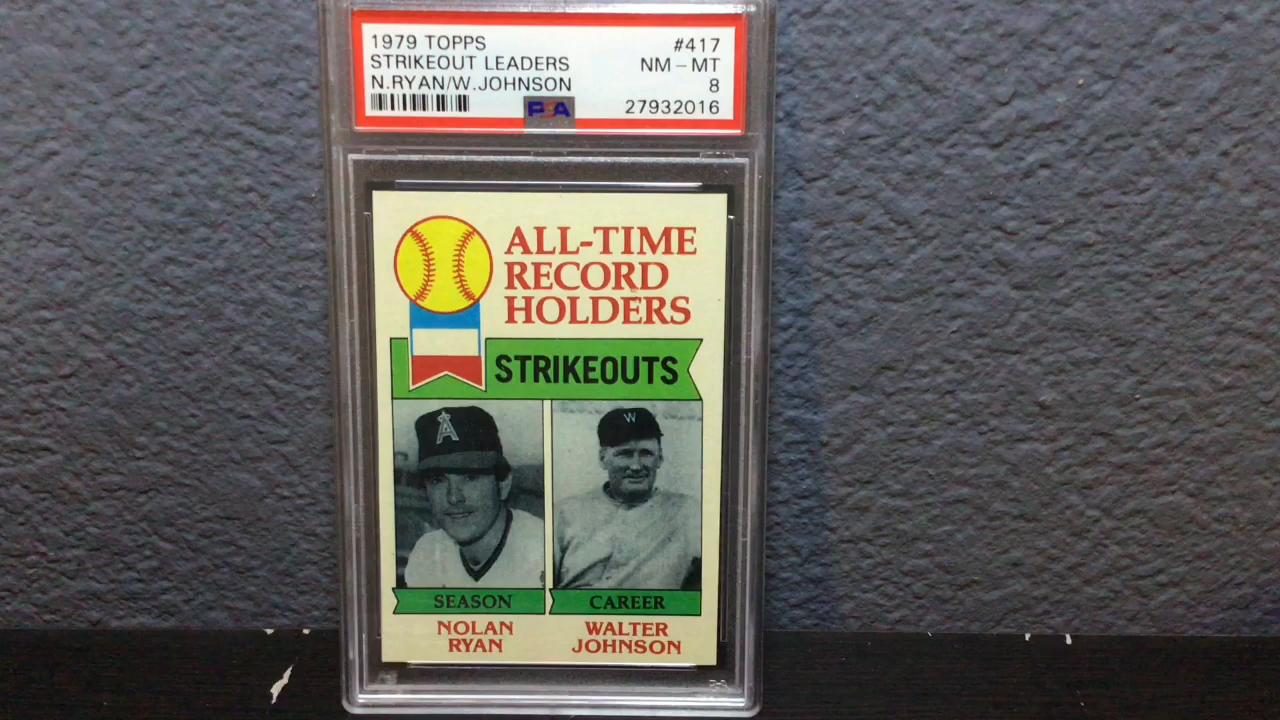 1979 TOPPS #417
STRIKEOUT LEADERS NM - MT
N.RYAN/W.JOHNSON 8
PSA 27932016
ALL-TIME
RECORD
HOLDERS
STRIKEOUTS
A
W
SEASON CAREER
NOLAN WALTER
RYAN JOHNSON